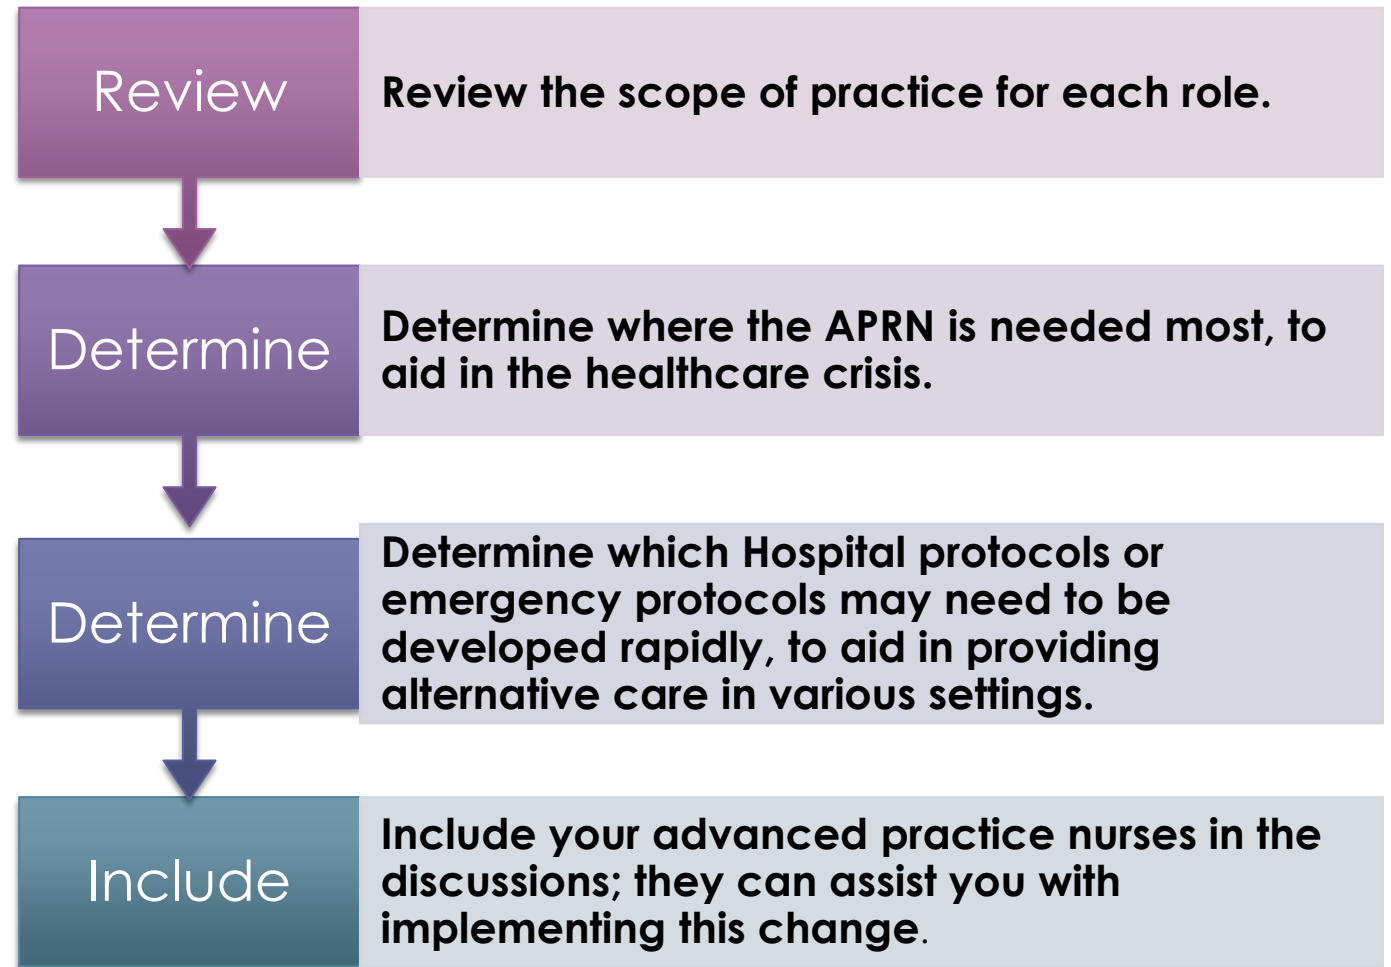 Review
Review the scope of practice for each role.
Determine
Determine where the APRN is needed most, to
aid in the healthcare crisis.
Determine
Determine which Hospital protocols or
emergency protocols may need to be
developed rapidly, to aid in providing
alternative care in various settings.
Include
Include your advanced practice nurses in the
discussions; they can assist you with
implementing this change.